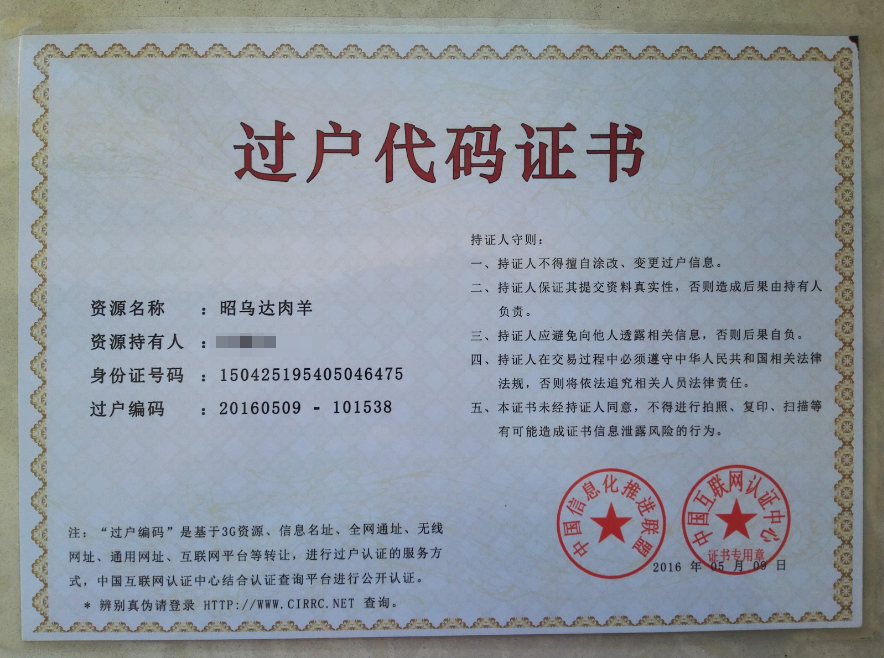 过户代码证书
资源名称 ：昭乌达肉羊
资源持有人 ：
身份证号码 ：150425195405046475
过户编码 ：20160509 - 101538
持证人守则：
一、持证人不得擅自涂改、变更过户信息。
二、持证人保证其提交资料真实性，否则造成后果由持有人
负责。
三、持证人应避免向他人透露相关信息，否则后果自负。
四、持证人在交易过程中必须遵守中华人民共和国相关法律
法规，否则将依法追究相关人员法律责任。
五、本证书未经持证人同意，不得进行拍照、复印、扫描等
有可能造成证书信息泄露风险的行为。
注：“过户编码”是基于3G资源、信息名址、全网通址、无线
网址、通用网址、互联网平台等转让，进行过户认证的服务方
式，中国互联网认证中心结合认证查询平台进行公开认证。
* 辨别真伪请登录 HTTP://WWW.CIRRC.NET 查询。
中国信息化推进联盟
中国互联网认证中心
证书专用章
2016 年 05 月 09 日